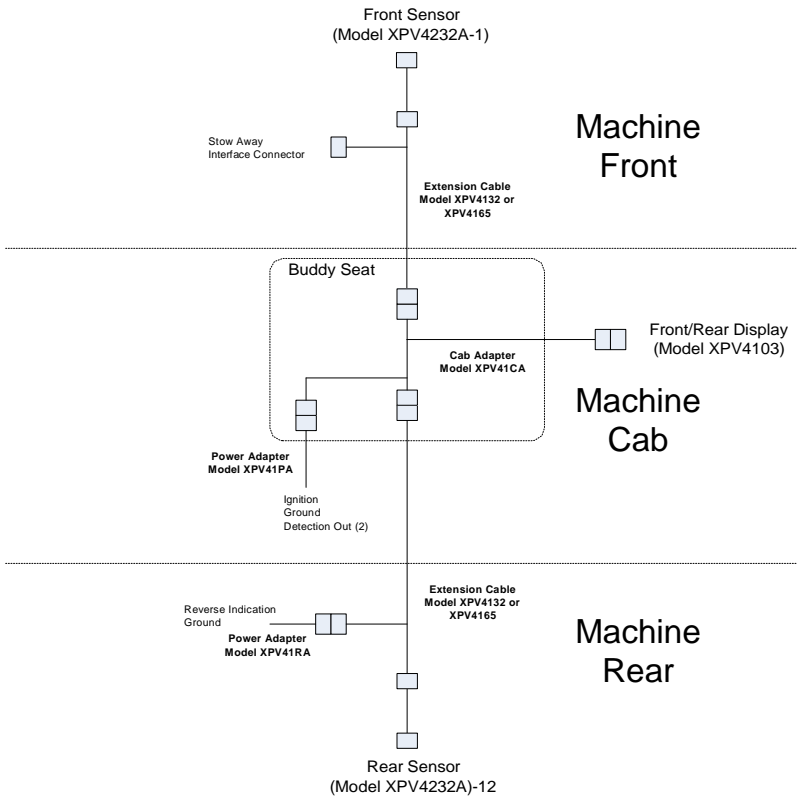 Front Sensor
(Model XPV4232A-1)
Stow Away
Interface Connector
Machine
Front
Extension Cable
Model XPV4132 or
XPV4165
Buddy Seat
Front/Rear Display
(Model XPV4103)
Cab Adapter
Model XPV41CA
Machine
Cab
Power Adapter
Model XPV41PA
Ignition
Ground
Detection Out (2)
Extension Cable
Model XPV4132 or
XPV4165
Reverse Indication
Ground
Power Adapter
Model XPV41RA
Machine
Rear
Rear Sensor
(Model XPV4232A)-12